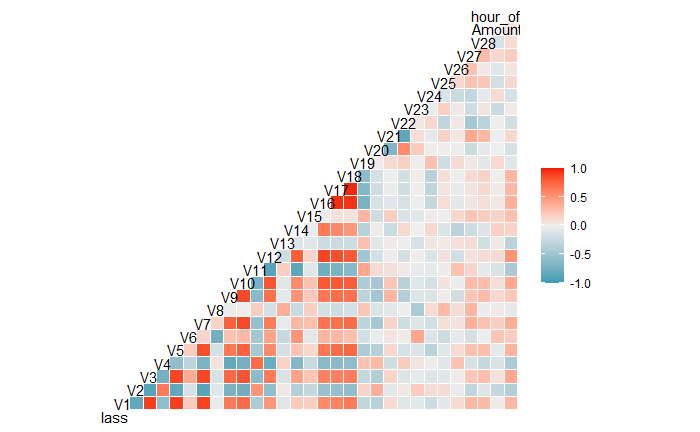 hour_of
Amount
V28
V27
V26
V25
V24
V23
V22
V21
V20
V19
V18
V17
V16
V15
V14
V13
V12
V11
V10
V9
V8
V7
V6
V5
V4
V3
V2
V1
lass
1.0
0.5
0.0
-0.5
-1.0